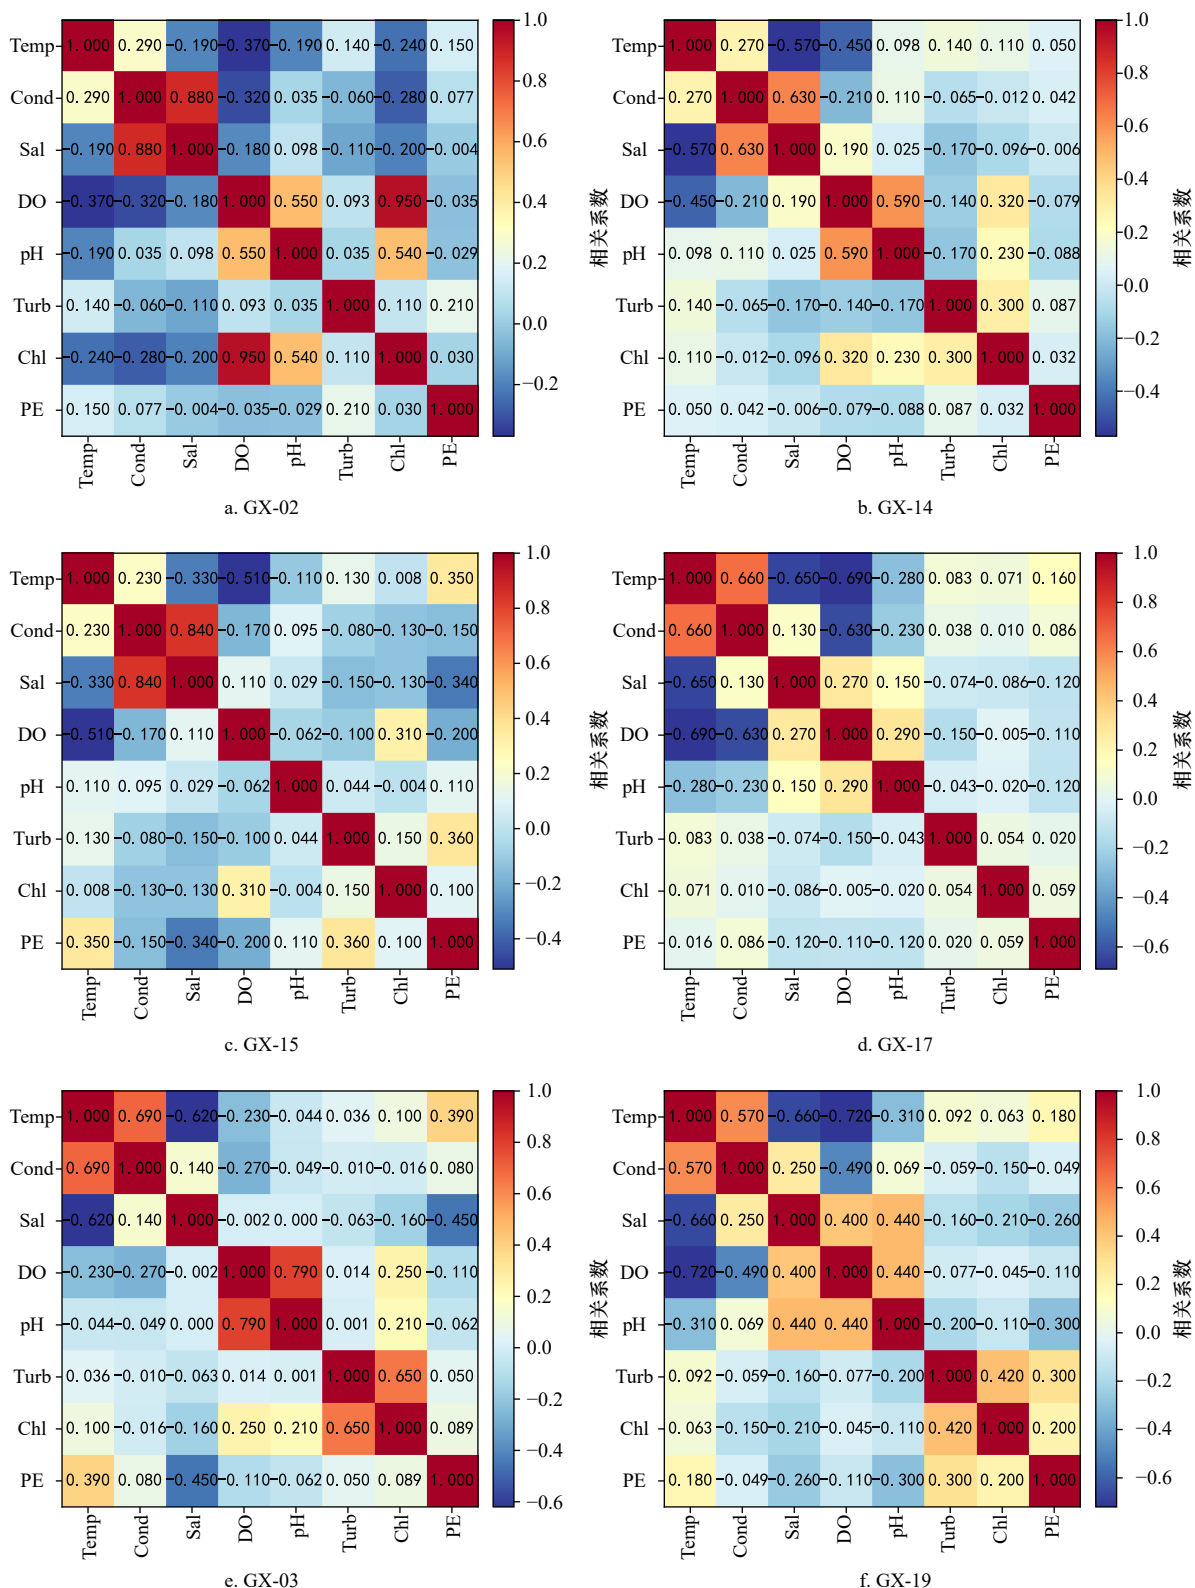 Temp 1.000 0.290 -0.190 -0.370 -0.190 0.140 -0.240 0.150
Cond 0.290 1.000 0.880 -0.320 0.035 -0.060 -0.280 0.077
Sal -0.190 0.880 1.000 -0.180 0.098 -0.110 -0.200 -0.004
DO -0.370 -0.320 -0.180 1.000 0.550 0.093 0.950 -0.035
pH -0.190 0.035 0.098 0.550 1.000 0.035 0.540 -0.029
Turb 0.140 -0.060 -0.110 0.093 0.035 1.000 0.110 0.210
Chl -0.240 -0.280 -0.200 0.950 0.540 0.110 1.000 0.030
PE 0.150 0.077 -0.004 -0.035 -0.029 0.210 0.030 1.000
Temp Cond Sal DO pH Turb Chl PE
1.0
0.8
0.6
0.4
0.2
0.0
−0.2
相关系数
a. GX-02
Temp 1.000 0.270 -0.570 -0.450 0.098 0.140 0.110 0.050
Cond 0.270 1.000 0.630 -0.210 0.110 -0.065 -0.012 0.042
Sal -0.570 0.630 1.000 0.190 0.025 -0.170 -0.096 -0.006
DO -0.450 -0.210 0.190 1.000 0.590 -0.140 0.320 -0.079
pH 0.098 0.110 0.025 0.590 1.000 -0.170 0.230 -0.088
Turb 0.140 -0.065 -0.170 -0.140 -0.170 1.000 0.300 0.087
Chl 0.110 -0.012 -0.096 0.320 0.230 0.300 1.000 0.032
PE 0.050 0.042 -0.006 -0.079 -0.088 0.087 0.032 1.000
Temp Cond Sal DO pH Turb Chl PE
1.0
0.8
0.6
0.4
0.2
0.0
−0.2
−0.4
相关系数
b. GX-14
Temp 1.000 0.230 -0.330 -0.510 -0.110 0.130 0.008 0.350
Cond 0.230 1.000 0.840 -0.170 0.095 -0.080 -0.130 -0.150
Sal -0.330 0.840 1.000 0.110 0.029 -0.150 -0.130 -0.340
DO -0.510 -0.170 0.110 1.000 -0.062 -0.100 0.310 -0.200
pH 0.110 0.095 0.029 -0.062 1.000 0.044 -0.004 0.110
Turb 0.130 -0.080 -0.150 -0.100 0.044 1.000 0.150 0.360
Chl 0.008 -0.130 -0.130 0.310 -0.004 0.150 1.000 0.100
PE 0.350 -0.150 -0.340 -0.200 0.110 0.360 0.100 1.000
Temp Cond Sal DO pH Turb Chl PE
1.0
0.8
0.6
0.4
0.2
0.0
−0.2
−0.4
相关系数
c. GX-15
Temp 1.000 0.660 -0.650 -0.690 -0.280 0.083 0.071 0.160
Cond 0.660 1.000 0.130 -0.630 -0.230 0.038 0.010 0.086
Sal -0.650 0.130 1.000 0.270 0.150 -0.074 -0.086 -0.120
DO -0.690 -0.630 0.270 1.000 0.290 -0.150 -0.005 -0.110
pH -0.280 -0.230 0.150 0.290 1.000 -0.043 -0.020 -0.120
Turb 0.083 0.038 -0.074 -0.150 -0.043 1.000 0.054 0.020
Chl 0.071 0.010 -0.086 -0.005 -0.020 0.054 1.000 0.059
PE 0.016 0.086 -0.120 -0.110 -0.120 0.020 0.059 1.000
Temp Cond Sal DO pH Turb Chl PE
1.0
0.8
0.6
0.4
0.2
0.0
−0.2
−0.4
−0.6
相关系数
d. GX-17
Temp 1.000 0.690 -0.620 -0.230 -0.044 0.036 0.100 0.390
Cond 0.690 1.000 0.140 -0.270 -0.049 -0.010 -0.016 0.080
Sal -0.620 0.140 1.000 -0.002 0.000 -0.063 -0.160 -0.450
DO -0.230 -0.270 -0.002 1.000 0.790 0.014 0.250 -0.110
pH -0.044 -0.049 0.000 0.790 1.000 0.001 0.210 -0.062
Turb 0.036 -0.010 -0.063 0.014 0.001 1.000 0.650 0.050
Chl 0.100 -0.016 -0.160 0.250 0.210 0.650 1.000 0.089
PE 0.390 0.080 -0.450 -0.110 -0.062 0.050 0.089 1.000
Temp Cond Sal DO pH Turb Chl PE
1.0
0.8
0.6
0.4
0.2
0.0
−0.2
−0.4
−0.6
相关系数
e. GX-03
Temp 1.000 0.570 -0.660 -0.720 -0.310 0.092 0.063 0.180
Cond 0.570 1.000 0.250 -0.490 0.069 -0.059 -0.150 -0.049
Sal -0.660 0.250 1.000 0.400 0.440 -0.160 -0.210 -0.260
DO -0.720 -0.490 0.400 1.000 0.440 -0.077 -0.045 -0.110
pH -0.310 0.069 0.440 0.440 1.000 -0.200 -0.110 -0.300
Turb 0.092 -0.059 -0.160 -0.077 -0.200 1.000 0.420 0.300
Chl 0.063 -0.150 -0.210 -0.045 -0.110 0.420 1.000 0.200
PE 0.180 -0.049 -0.260 -0.110 -0.300 0.300 0.200 1.000
Temp Cond Sal DO pH Turb Chl PE
1.0
0.8
0.6
0.4
0.2
0.0
−0.2
−0.4
−0.6
相关系数
f. GX-19